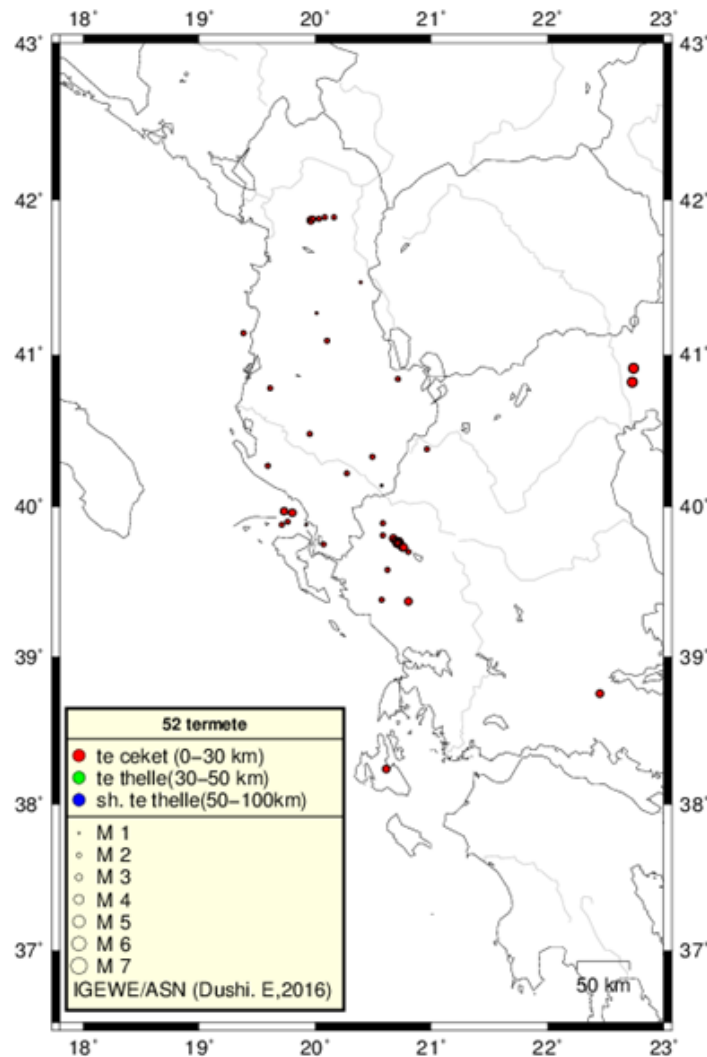 18˚ 19˚ 20˚ 21˚ 22˚ 23˚
43˚ 43˚
42˚ 42˚
41˚ 41˚
40˚ 40˚
39˚ 39˚
38˚ 38˚
37˚ 37˚
52 termete
te ceket (0−30 km)
te thelle(30−50 km)
sh. te thelle(50−100km)
M 1
M 2
M 3
M 4
M 5
M 6
M 7
IGEWE/ASN (Dushi. E,2016)
50 km
18˚ 19˚ 20˚ 21˚ 22˚ 23˚